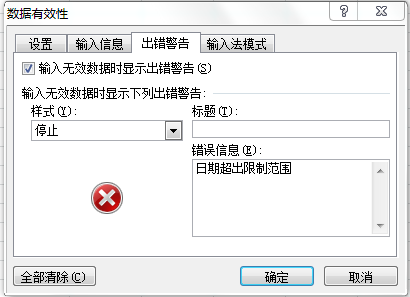 数据有效性
设置 输入信息 出错警告 输入法模式
输入无效数据时显示出错警告(S)
输入无效数据时显示下列出错警告:
样式(Y): 标题(T):
停止
错误信息(E):
日期超出限制范围
全部清除(C) 确定 取消